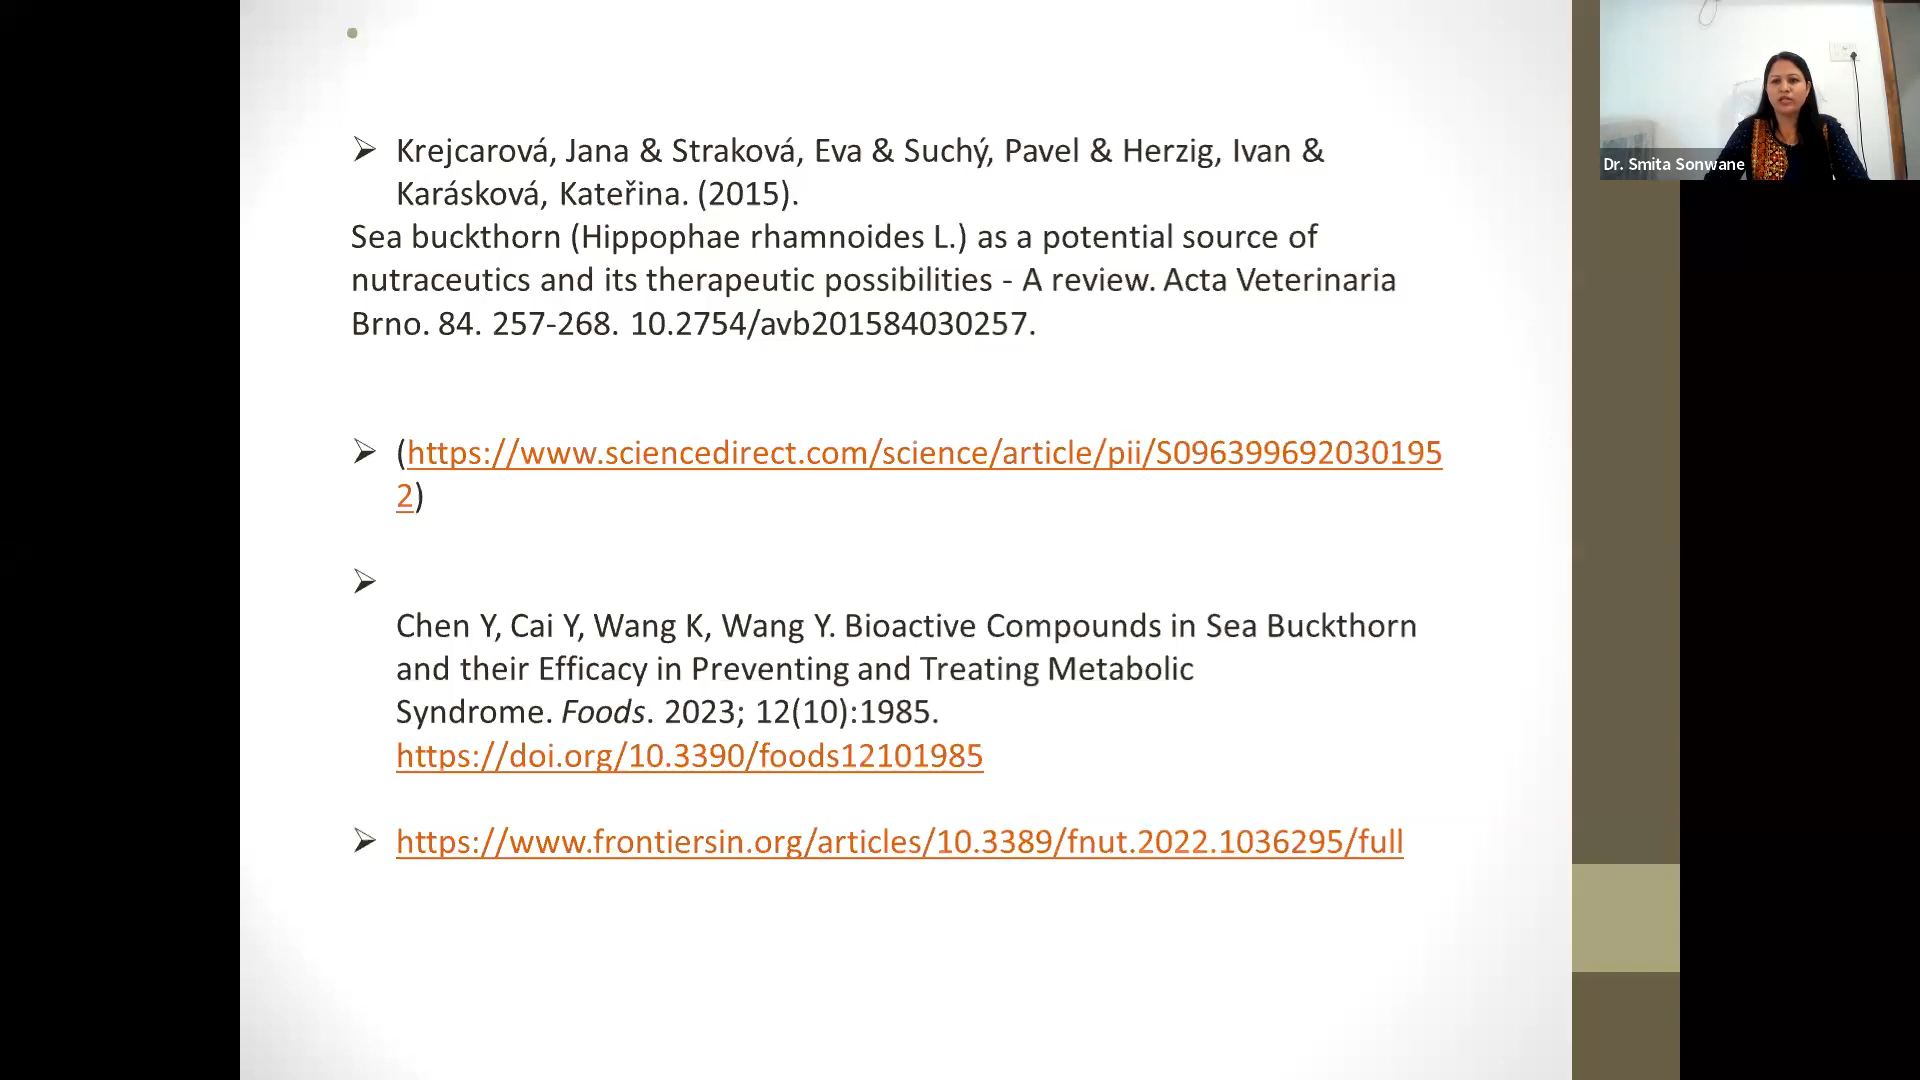 Krejcarová, Jana & Straková, Eva & Suchý, Pavel & Herzig, Ivan &
Karásková, Kateřina. (2015).
Sea buckthorn (Hippophae rhamnoides L.) as a potential source of
nutraceutics and its therapeutic possibilities - A review. Acta Veterinaria
Brno. 84. 257-268. 10.2754/avb201584030257.
(https://www.sciencedirect.com/science/article/pii/S096399692030195
2)
Chen Y, Cai Y, Wang K, Wang Y. Bioactive Compounds in Sea Buckthorn
and their Efficacy in Preventing and Treating Metabolic
Syndrome. Foods. 2023; 12(10):1985.
https://doi.org/10.3390/foods12101985
https://www.frontiersin.org/articles/10.3389/fnut.2022.1036295/full
Dr. Smita Sonwane